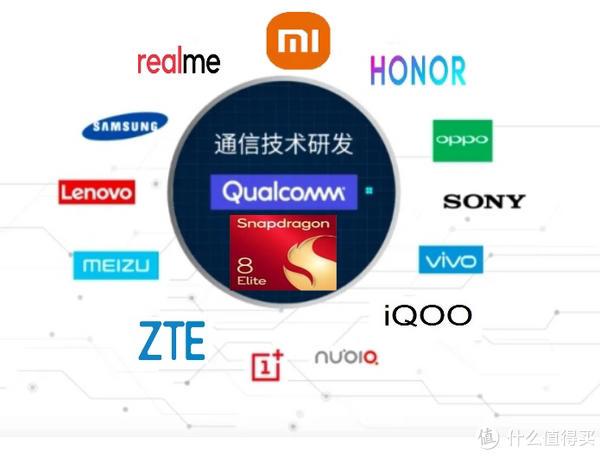 mi
realme
HONOR
SAMSUNG
通信技术研发
oppo
Lenovo
Qualcomm
SONY
Snapdragon
8
Elite
MEIZU
vivo
iQOO
ZTE
1+
nubia
值 什么值得买